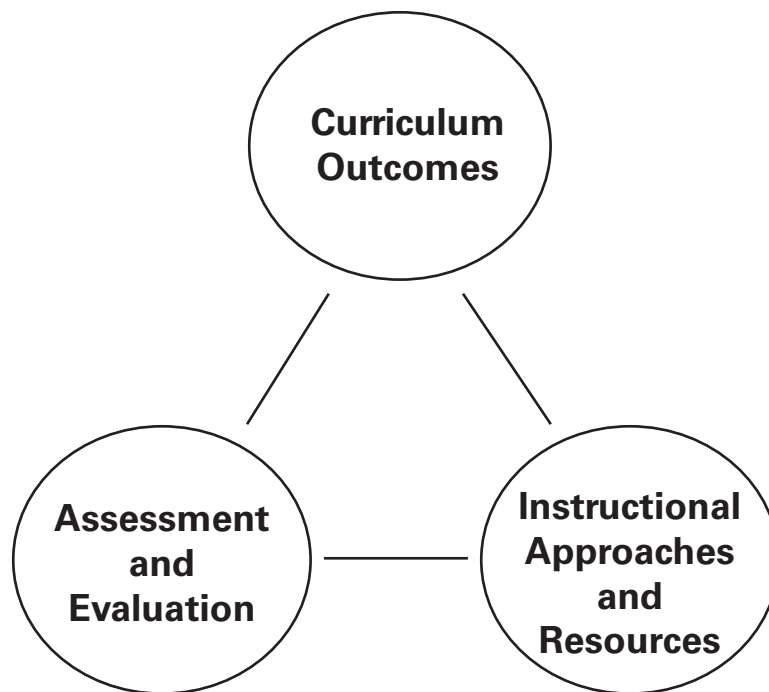 Curriculum
Outcomes
Assessment
and
Evaluation
Instructional
Approaches
and
Resources